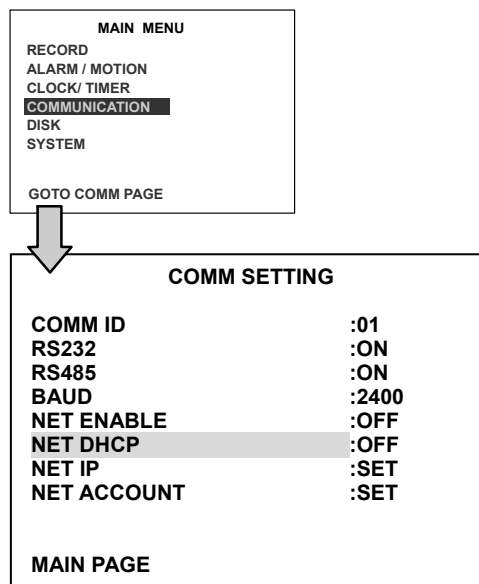 MAIN MENU
RECORD
ALARM / MOTION
CLOCK/ TIMER
COMMUNICATION
DISK
SYSTEM
GOTO COMM PAGE
COMM SETTING
COMM ID :01
RS232 :ON
RS485 :ON
BAUD :2400
NET ENABLE :OFF
NET DHCP :OFF
NET IP :SET
NET ACCOUNT :SET
MAIN PAGE